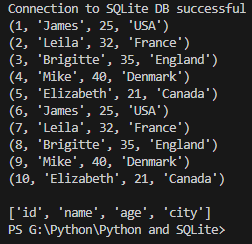 Connection to SQLite DB successful
(1, 'James', 25, 'USA')
(2, 'Leila', 32, 'France')
(3, 'Brigitte', 35, 'England')
(4, 'Mike', 40, 'Denmark')
(5, 'Elizabeth', 21, 'Canada')
(6, 'James', 25, 'USA')
(7, 'Leila', 32, 'France')
(8, 'Brigitte', 35, 'England')
(9, 'Mike', 40, 'Denmark')
(10, 'Elizabeth', 21, 'Canada')
['id', 'name', 'age', 'city']
PS G:\Python\Python and SQLite>